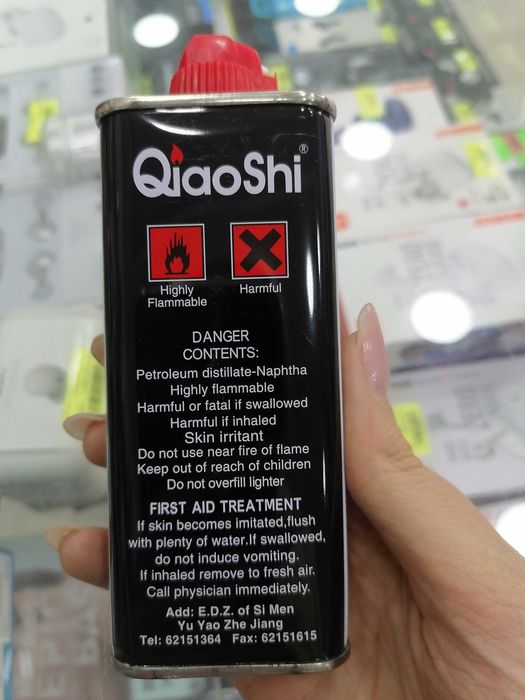 QiaoShi®
Highly
Flammable
Harmful
DANGER
CONTENTS:
Petroleum distillate-Naphtha
Highly flammable
Harmful or fatal if swallowed
Harmful if inhaled
Skin irritant
Do not use near fire of flame
Keep out of reach of children
Do not overfill lighter
FIRST AID TREATMENT
If skin becomes imitated,flush
with plenty of water.If swallowed,
do not induce vomiting.
If inhaled remove to fresh air.
Call physician immediately.
Add: E.D.Z. of Si Men
Yu Yao Zhe Jiang
Tel: 62151364 Fax: 62151615